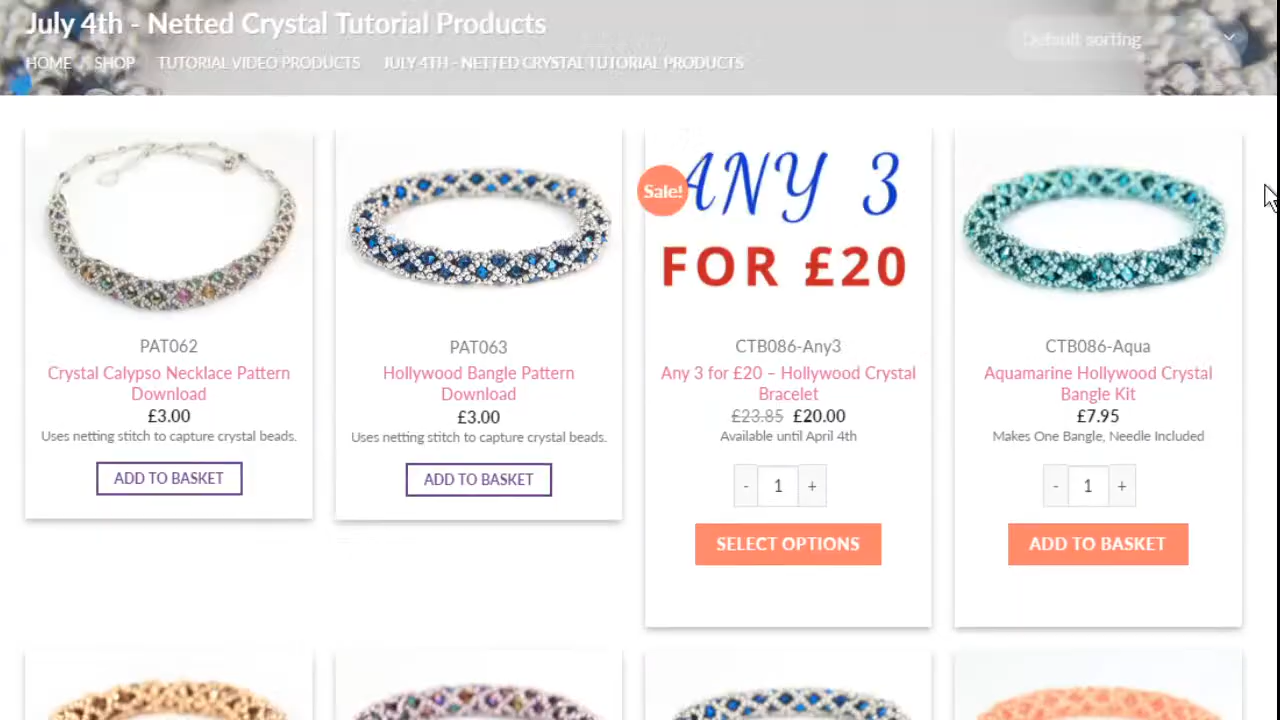 July 4th - Netted Crystal Tutorial Products
Default sorting
HOME SHOP TUTORIAL VIDEO PRODUCTS JULY 4TH - NETTED CRYSTAL TUTORIAL PRODUCTS
PAT062
Crystal Calypso Necklace Pattern
Download
£3.00
Uses netting stitch to capture crystal beads.
ADD TO BASKET
PAT063
Hollywood Bangle Pattern
Download
£3.00
Uses netting stitch to capture crystal beads.
ADD TO BASKET
Sale!
ANY 3
FOR £20
CTB086-Any3
Any 3 for £20 – Hollywood Crystal
Bracelet
£23.85 £20.00
Available until April 4th
- 1 +
SELECT OPTIONS
CTB086-Aqua
Aquamarine Hollywood Crystal
Bangle Kit
£7.95
Makes One Bangle, Needle Included
- 1 +
ADD TO BASKET